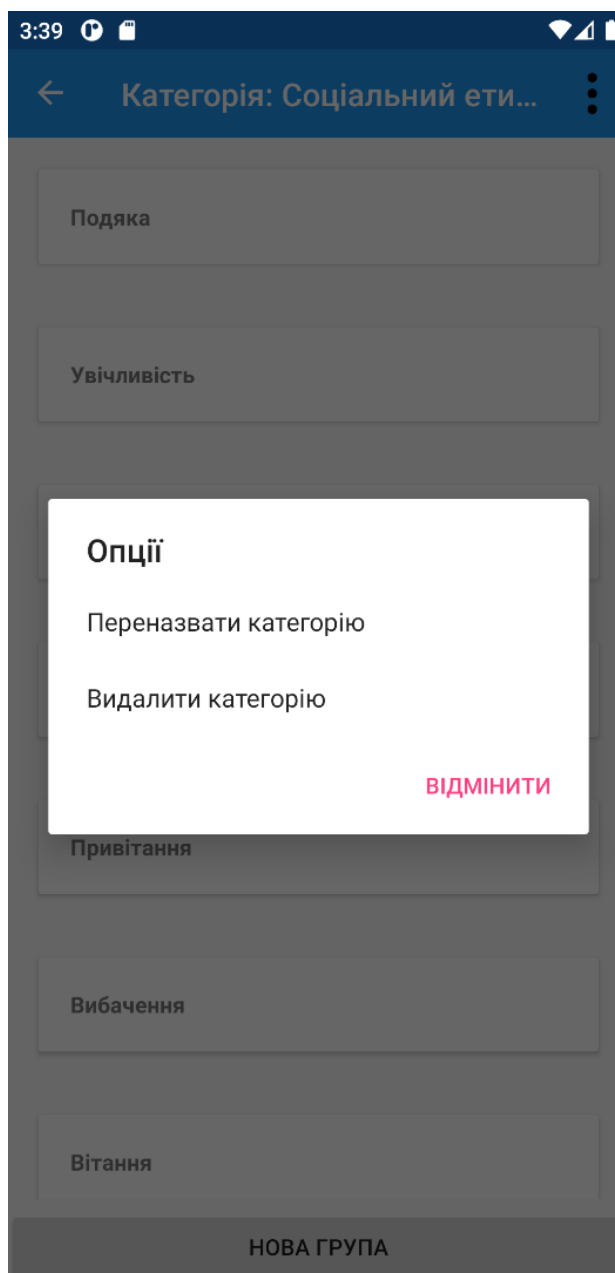 3:39
Категорія: Соціальний ети...
Подяка
Увічливість
Опції
Переназвати категорію
Видалити категорію
ВІДМІНИТИ
Привітання
Вибачення
Вітання
НОВА ГРУПА